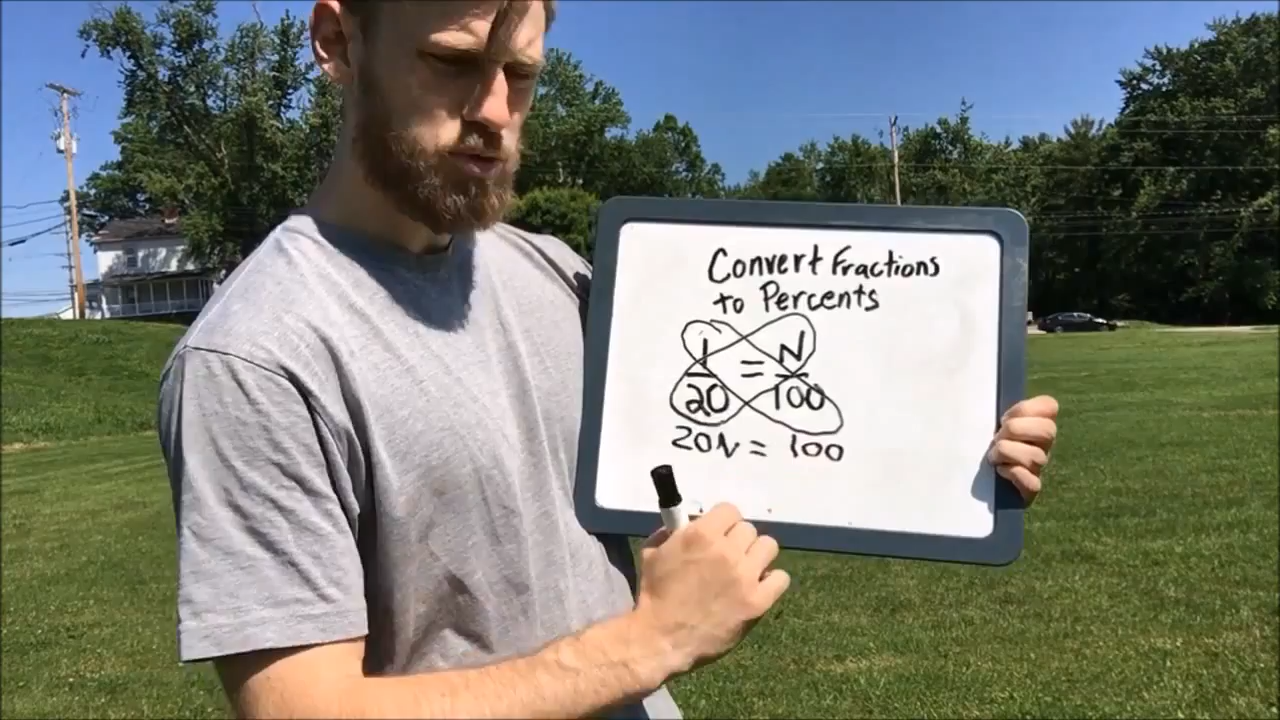 Convert Fractions
to Percents
1/20 = N/100
20N = 100